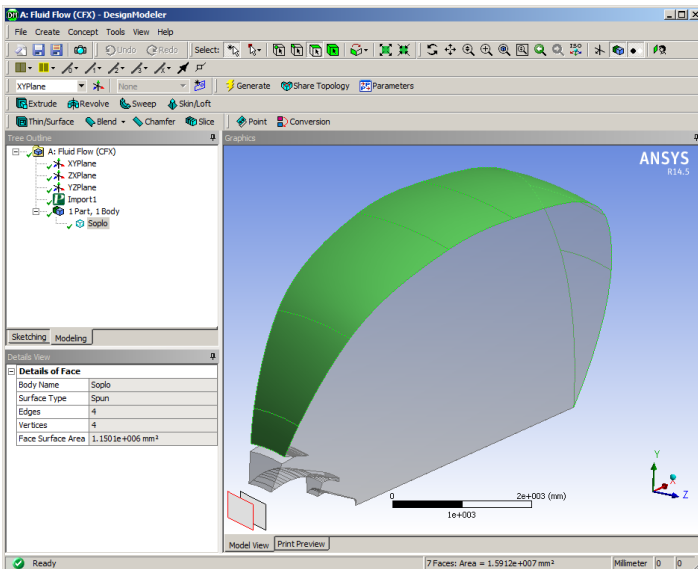 A: Fluid Flow (CFX) - DesignModeler
File Create Concept Tools View Help
Undo Redo Select:
XYPlane None Generate Share Topology Parameters
Extrude Revolve Sweep Skin/Loft
Thin/Surface Blend Chamfer Slice Point Conversion
Tree Outline
A: Fluid Flow (CFX)
XYPlane
ZXPlane
YZPlane
Import1
1 Part, 1 Body
Soplo
Sketching Modeling
Details View
Details of Face
Body Name Soplo
Surface Type Spun
Edges 4
Vertices 4
Face Surface Area 1.1501e+006 mm²
Graphics
ANSYS
R14.5
0 2e+003 (mm)
1e+003
Y
X
Z
Model View Print Preview
Ready 7 Faces: Area = 1.5912e+007 mm² Millimeter 0 0